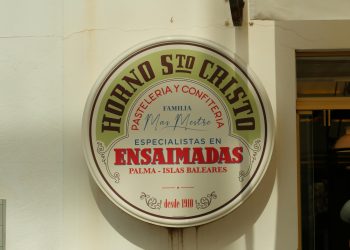 HORNO Sto CRISTO
PASTELERIA Y CONFITERIA
FAMILIA
Mas Mestre
ESPECIALISTAS EN
ENSAIMADAS
PALMA - ISLAS BALEARES
desde 1910